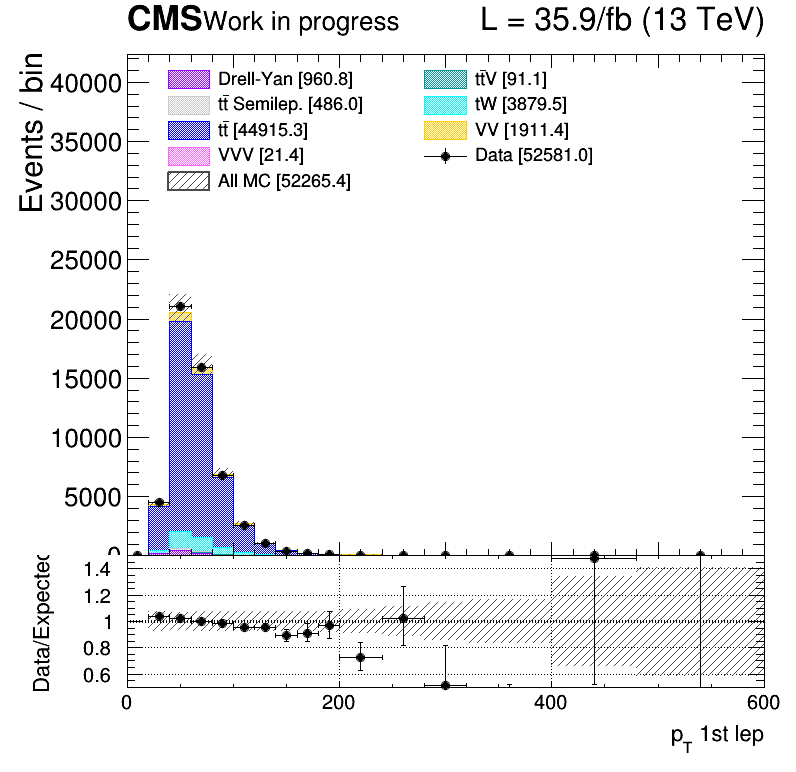 CMS Work in progress L = 35.9/fb (13 TeV)
Events / bin
40000
35000
30000
25000
20000
15000
10000
5000
0
Drell-Yan [960.8]
tt̄V [91.1]
tt̄ Semilep. [486.0]
tW [3879.5]
tt̄ [44915.3]
VV [1911.4]
VVV [21.4]
Data [52581.0]
All MC [52265.4]
Data/Expected
1.4
1.2
1
0.8
0.6
0 200 400 600
p_T 1st lep